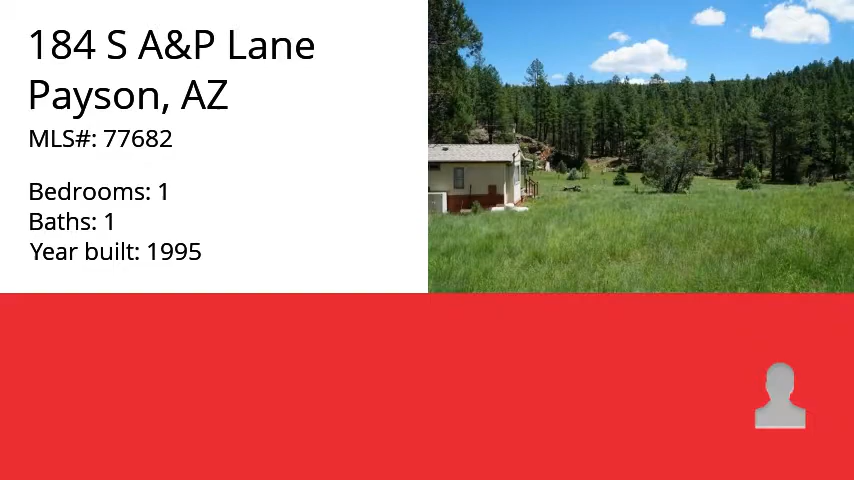 184 S A&P Lane
Payson, AZ
MLS#: 77682
Bedrooms: 1
Baths: 1
Year built: 1995